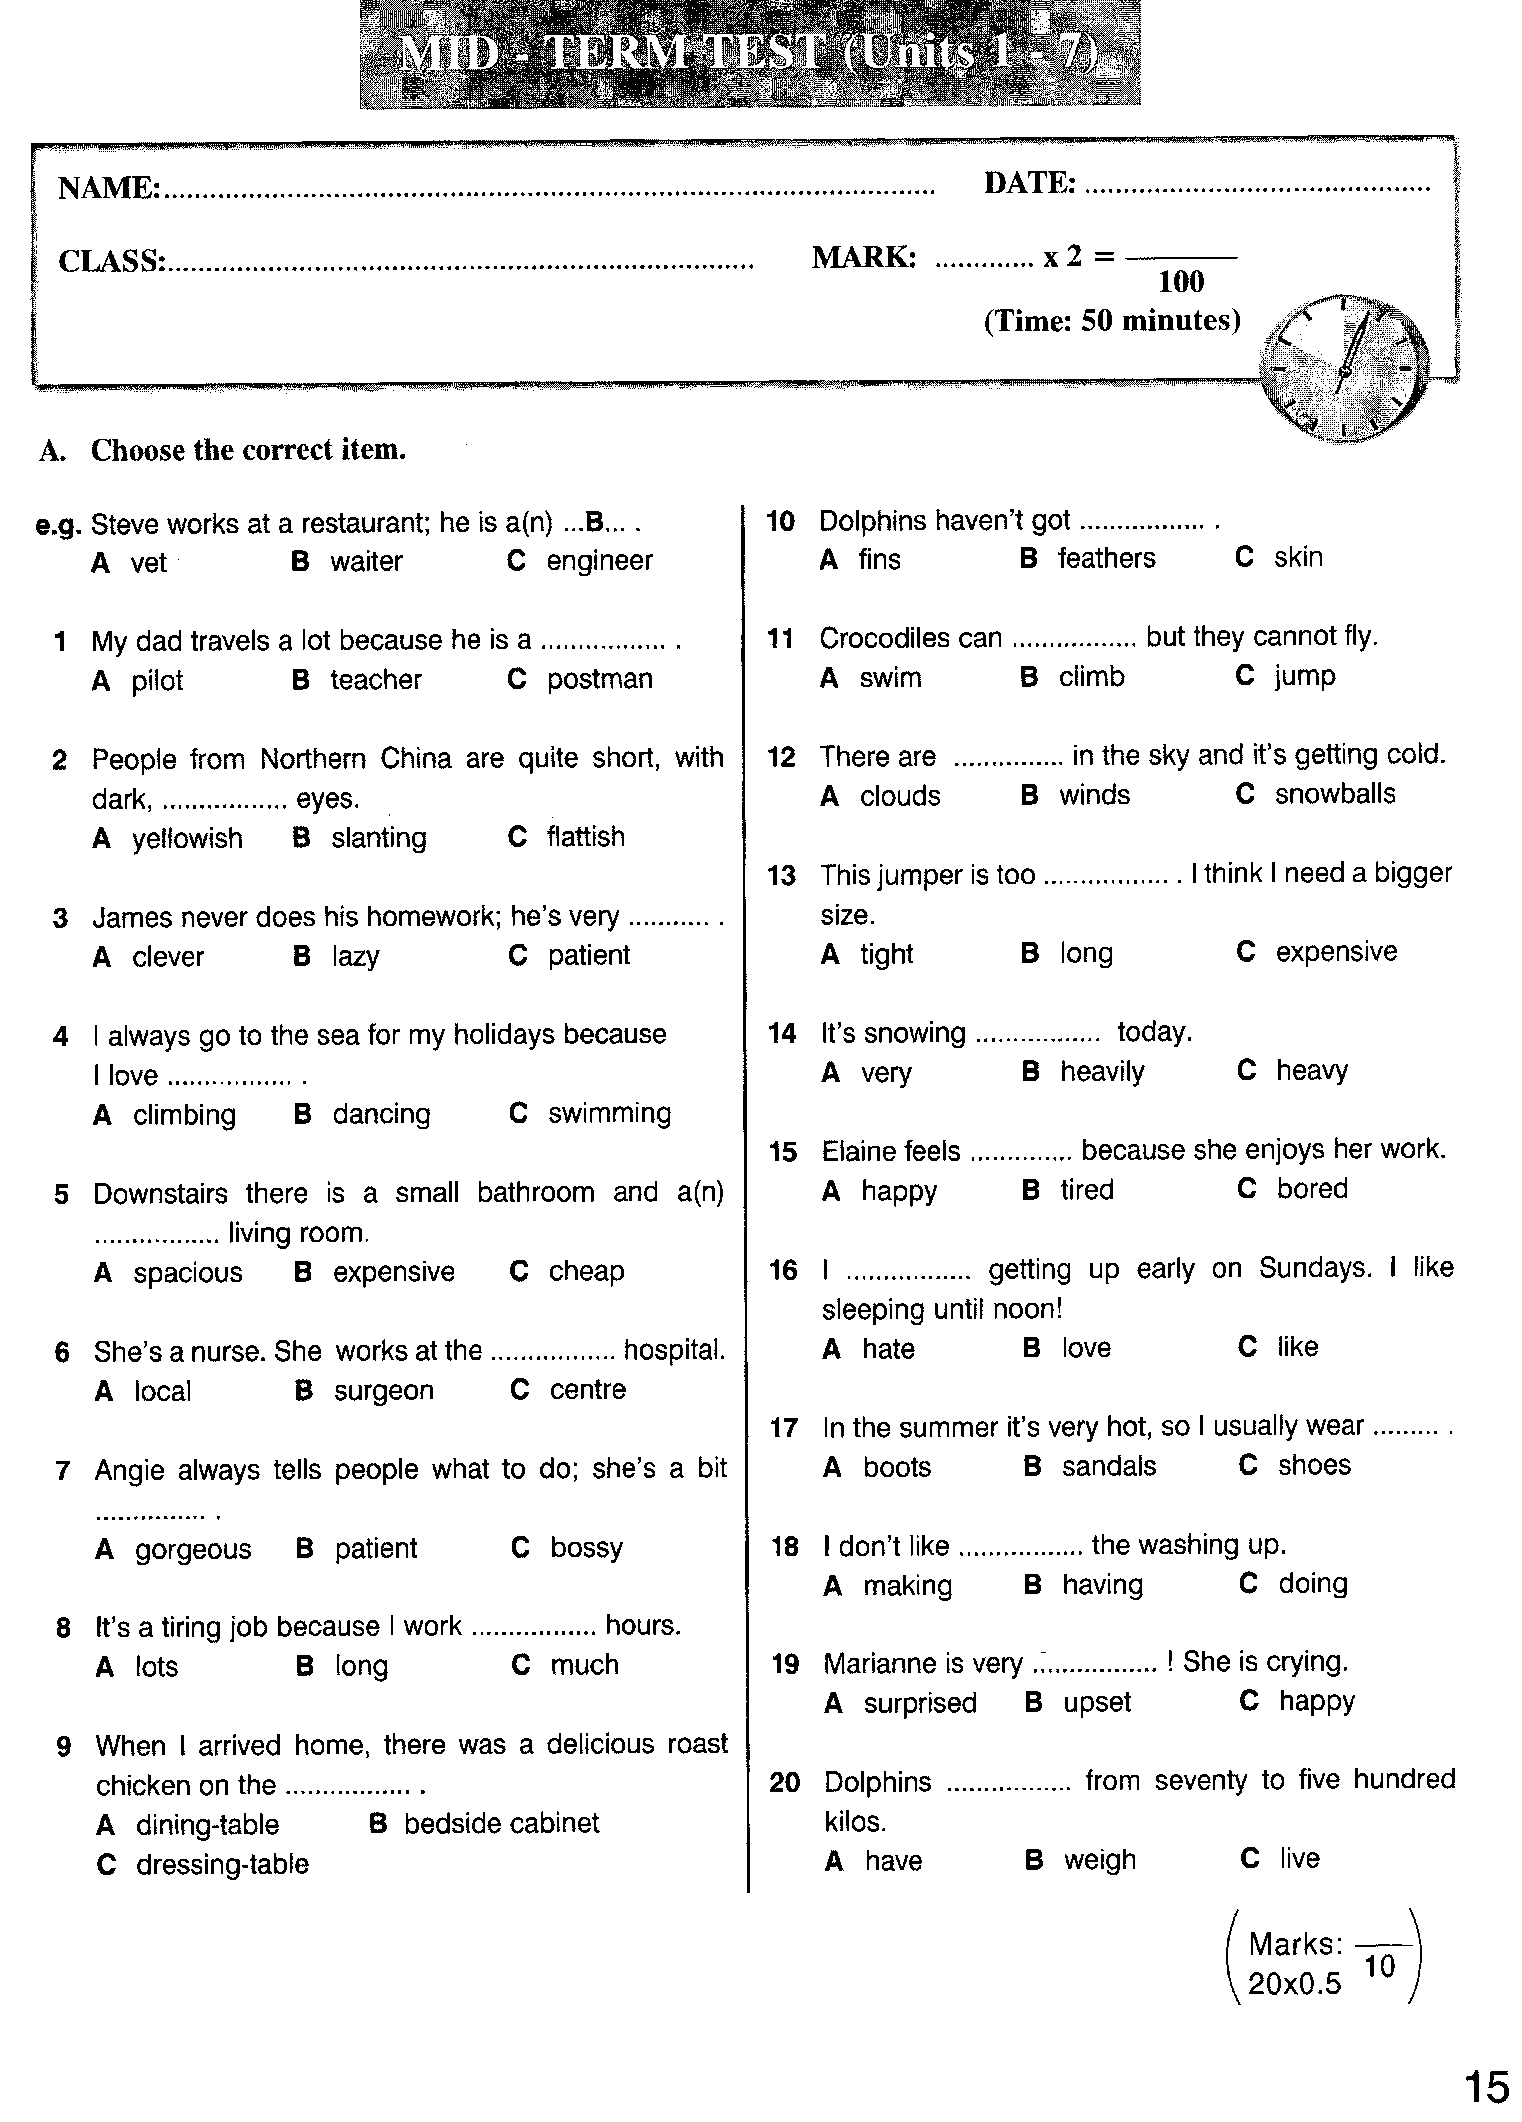 MID - TERM TEST (Units 1 - 7)
NAME:........................................................................................................
DATE: .............................................
CLASS:...............................................................................
MARK: ............. x 2 = ________
100
(Time: 50 minutes)
A. Choose the correct item.
e.g. Steve works at a restaurant; he is a(n) ...B... .
A vet B waiter C engineer
1 My dad travels a lot because he is a ................. .
A pilot B teacher C postman
2 People from Northern China are quite short, with
dark, ................. eyes.
A yellowish B slanting C flattish
3 James never does his homework; he's very ........... .
A clever B lazy C patient
4 I always go to the sea for my holidays because
I love ................. .
A climbing B dancing C swimming
5 Downstairs there is a small bathroom and a(n)
................. living room.
A spacious B expensive C cheap
6 She's a nurse. She works at the ................. hospital.
A local B surgeon C centre
7 Angie always tells people what to do; she's a bit
............... .
A gorgeous B patient C bossy
8 It's a tiring job because I work ................. hours.
A lots B long C much
9 When I arrived home, there was a delicious roast
chicken on the ................. .
A dining-table B bedside cabinet
C dressing-table
10 Dolphins haven't got ................. .
A fins B feathers C skin
11 Crocodiles can ................. but they cannot fly.
A swim B climb C jump
12 There are ............... in the sky and it's getting cold.
A clouds B winds C snowballs
13 This jumper is too ................. . I think I need a bigger
size.
A tight B long C expensive
14 It's snowing ................. today.
A very B heavily C heavy
15 Elaine feels .............. because she enjoys her work.
A happy B tired C bored
16 I ................. getting up early on Sundays. I like
sleeping until noon!
A hate B love C like
17 In the summer it's very hot, so I usually wear ......... .
A boots B sandals C shoes
18 I don't like ................. the washing up.
A making B having C doing
19 Marianne is very ................. ! She is crying.
A surprised B upset C happy
20 Dolphins ................. from seventy to five hundred
kilos.
A have B weigh C live
Marks: ____
20x0.5 10
15